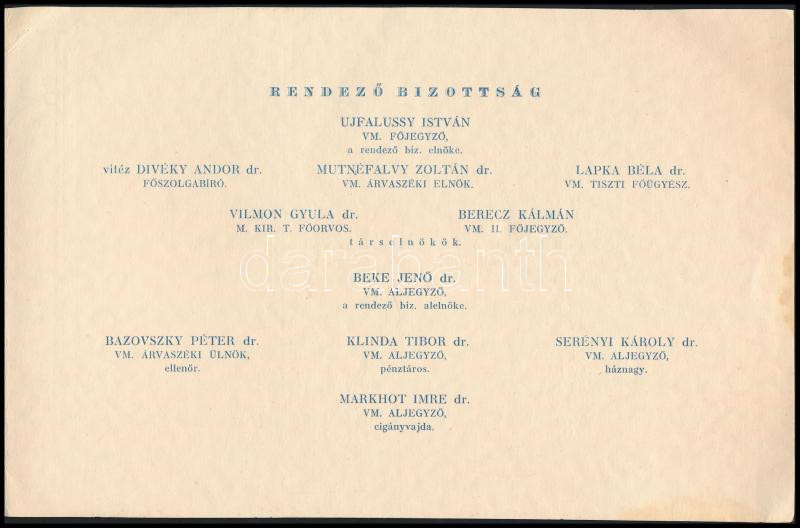 RENDEZŐ BIZOTTSÁG
UJFALUSSY ISTVÁN
VM. FŐJEGYZŐ,
a rendező biz. elnöke.
vitéz DIVÉKY ANDOR dr.
FŐSZOLGABÍRÓ.
MUTNÉFALVY ZOLTÁN dr.
VM. ÁRVASZÉKI ELNÖK.
LAPKA BÉLA dr.
VM. TISZTI FŐÜGYÉSZ.
VILMON GYULA dr.
M. KIR. T. FŐORVOS.
BERECZ KÁLMÁN
VM. II. FŐJEGYZŐ.
társelnökök.
darabanth
BEKE JENŐ dr.
VM. ALJEGYZŐ,
a rendező biz. alelnöke.
BAZOVSZKY PÉTER dr.
VM. ÁRVASZÉKI ÜLNÖK,
ellenőr.
KLINDA TIBOR dr.
VM. ALJEGYZŐ,
pénztáros.
SERÉNYI KÁROLY dr.
VM. ALJEGYZŐ,
háznagy.
MARKHOT IMRE dr.
VM. ALJEGYZŐ,
cigányvajda.